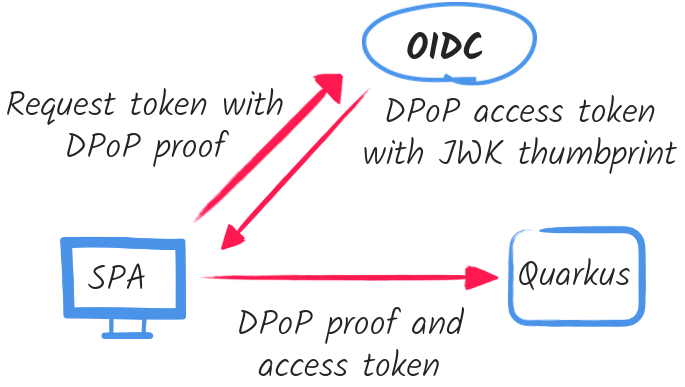 OIDC
Request token with
DPoP proof
DPoP access token
with JWK thumbprint
SPA
Quarkus
DPoP proof and
access token